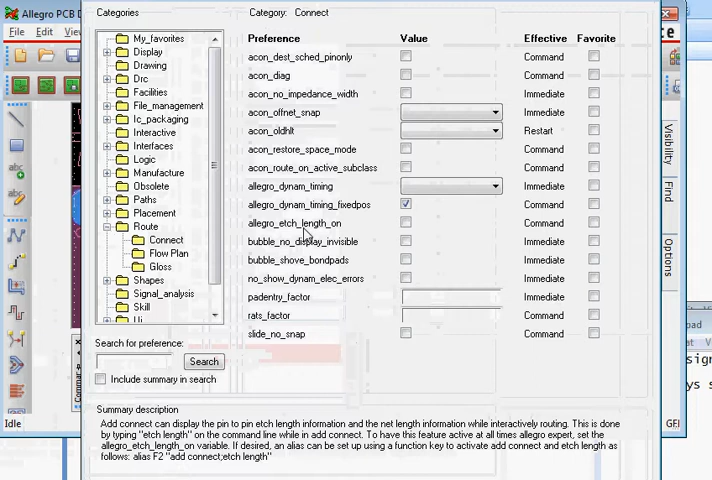 Allegro PCB D
File Edit
Categories
Category: Connect
My_favorites
Display
Drawing
Drc
Facilities
File_management
Ic_packaging
Interactive
Interfaces
Logic
Manufacture
Obsolete
Paths
Placement
Route
Connect
Flow Plan
Gloss
Shapes
Signal_analysis
Skill
Ui
Preference Value Effective Favorite
acon_dest_sched_pinonly Command
acon_diag Command
acon_no_impedance_width Immediate
acon_offnet_snap Command
acon_oldhlt Restart
acon_restore_space_mode Command
acon_route_on_active_subclass Command
allegro_dynam_timing Immediate
allegro_dynam_timing_fixedpos Command
allegro_etch_length_on Command
bubble_no_display_invisible Immediate
bubble_shove_bondpads Command
no_show_dynam_elec_errors Immediate
padentry_factor Immediate
rats_factor Command
slide_no_snap Command
Search for preference:
Search
Include summary in search
Summary description
Add connect can display the pin to pin etch length information and the net length information while interactively routing. This is done
by typing "etch length" on the command line while in add connect. To have this feature active at all times allegro expert, set the
allegro_etch_length_on variable. If desired, an alias can be set up using a function key to activate add connect and etch length as
follows: alias F2 "add connect;etch length"
Idle
Visibility
Find
Options